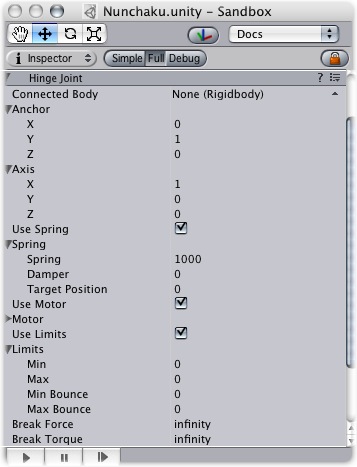 Nunchaku.unity – Sandbox
Docs
i Inspector Simple Full Debug
Hinge Joint ?
Connected Body None (Rigidbody)
Anchor
X 0
Y 1
Z 0
Axis
X 1
Y 0
Z 0
Use Spring
Spring
Spring 1000
Damper 0
Target Position 0
Use Motor
Motor
Use Limits
Limits
Min 0
Max 0
Min Bounce 0
Max Bounce 0
Break Force infinity
Break Torque infinity